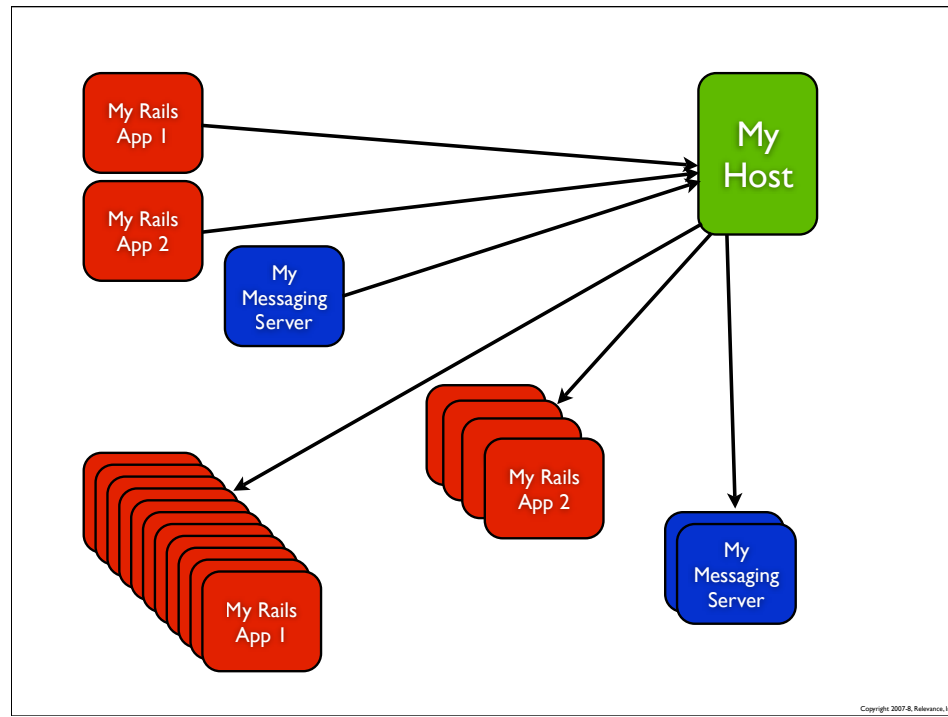 My Rails
App 1
My
Host
My Rails
App 2
My
Messaging
Server
My Rails
App 2
My
Messaging
Server
My Rails
App 1
Copyright 2007-8, Relevance,